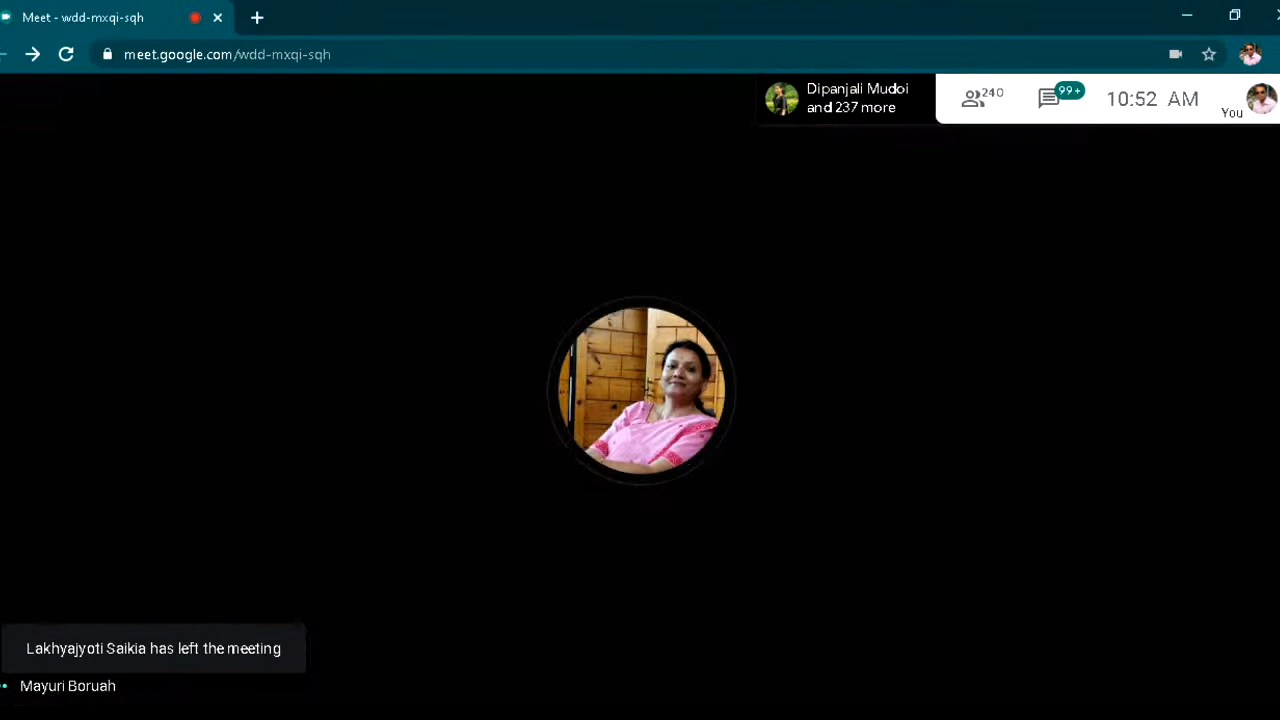 Meet - wdd-mxqi-sqh
meet.google.com/wdd-mxqi-sqh
Dipanjali Mudoi
and 237 more
240
99+
10:52 AM
You
Lakhyajyoti Saikia has left the meeting
Mayuri Boruah